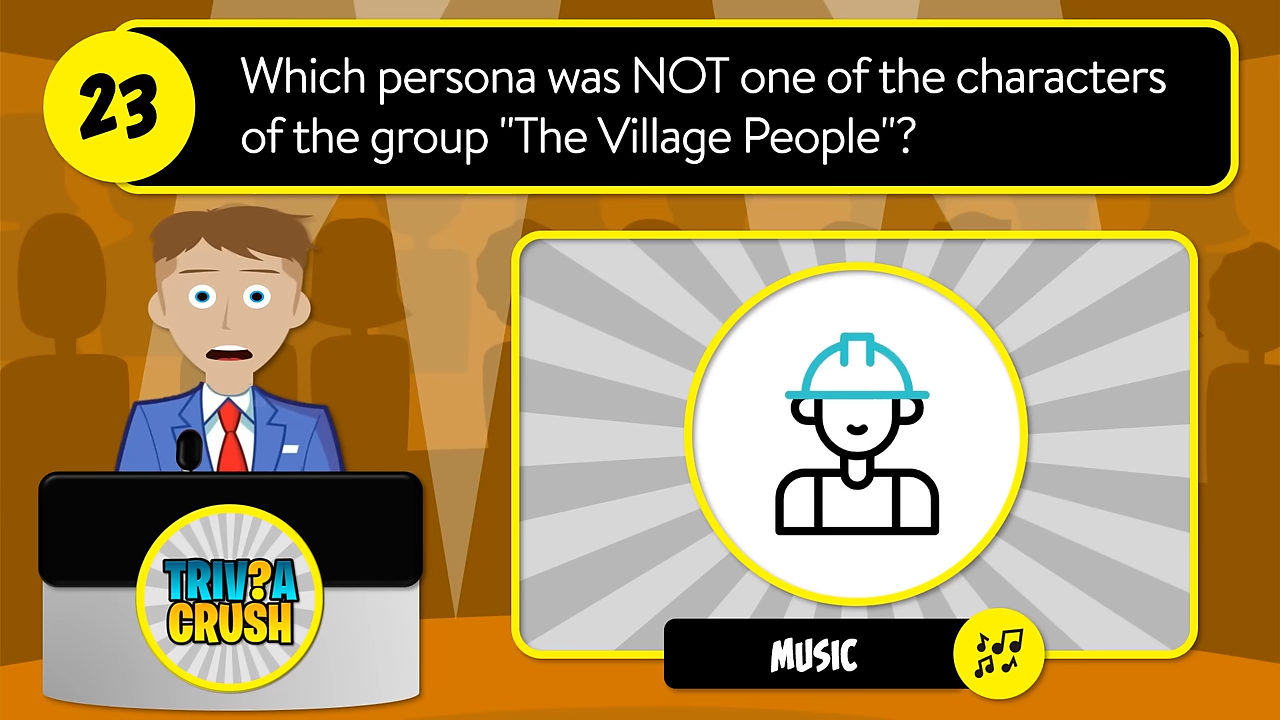 23
Which persona was NOT one of the characters
of the group "The Village People"?
TRIV?A
CRUSH
MUSIC